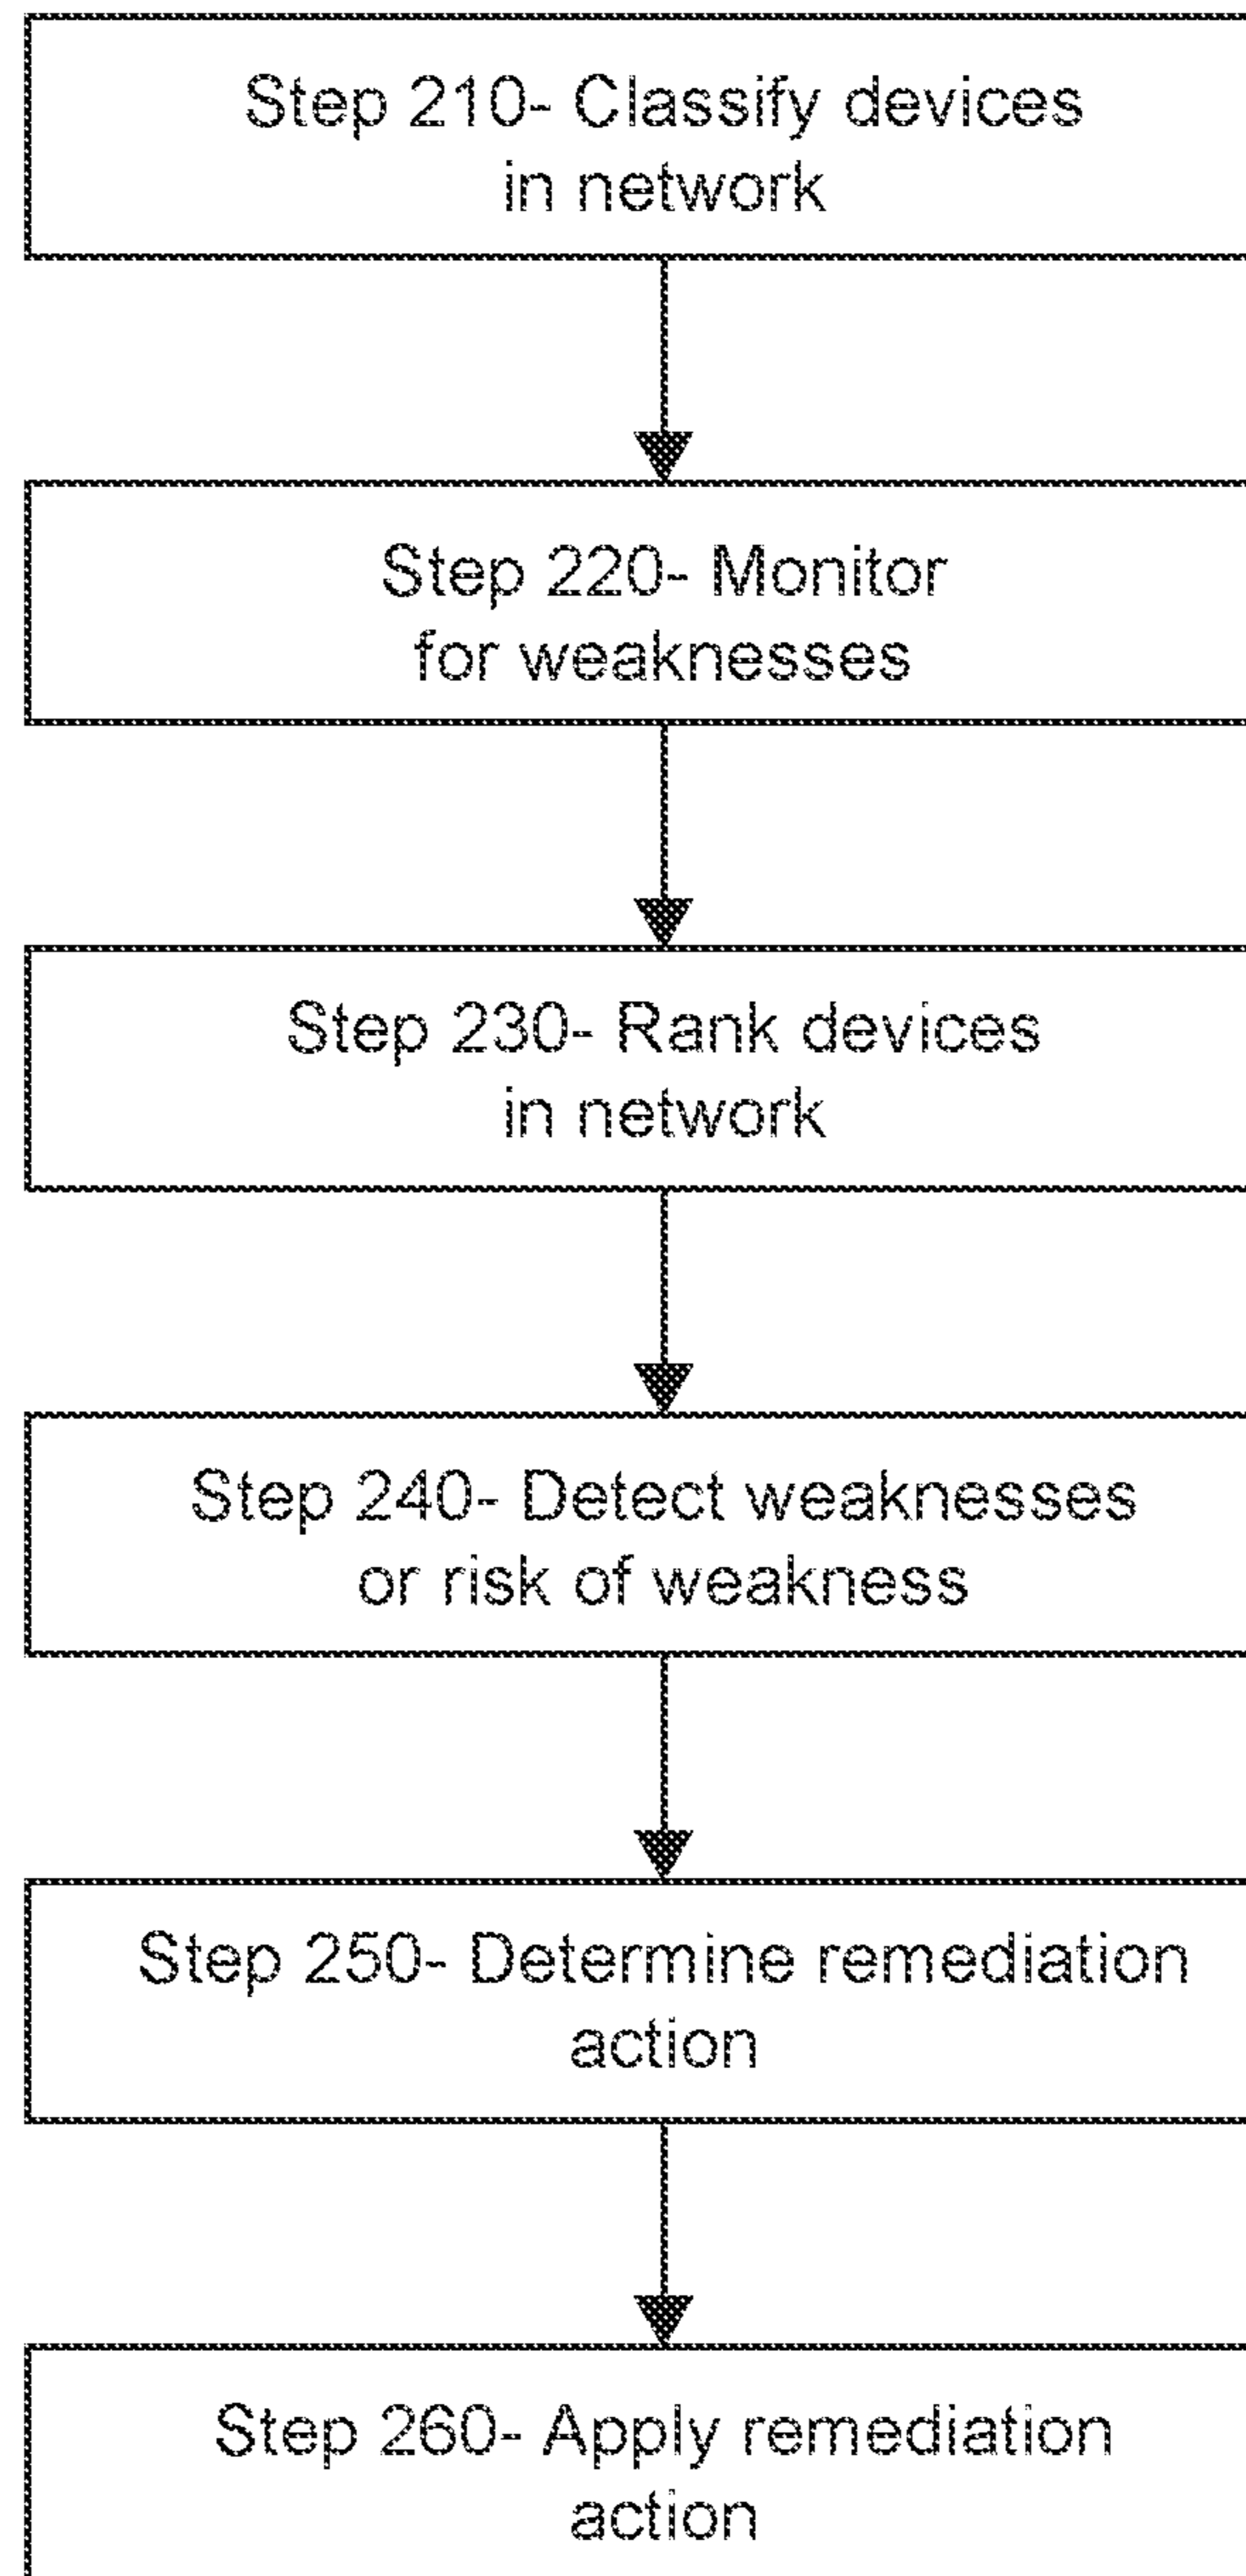 Step 210- Classify devices
in network
Step 220- Monitor
for weaknesses
Step 230- Rank devices
in network
Step 240- Detect weaknesses
or risk of weakness
Step 250- Determine remediation
action
Step 260- Apply remediation
action